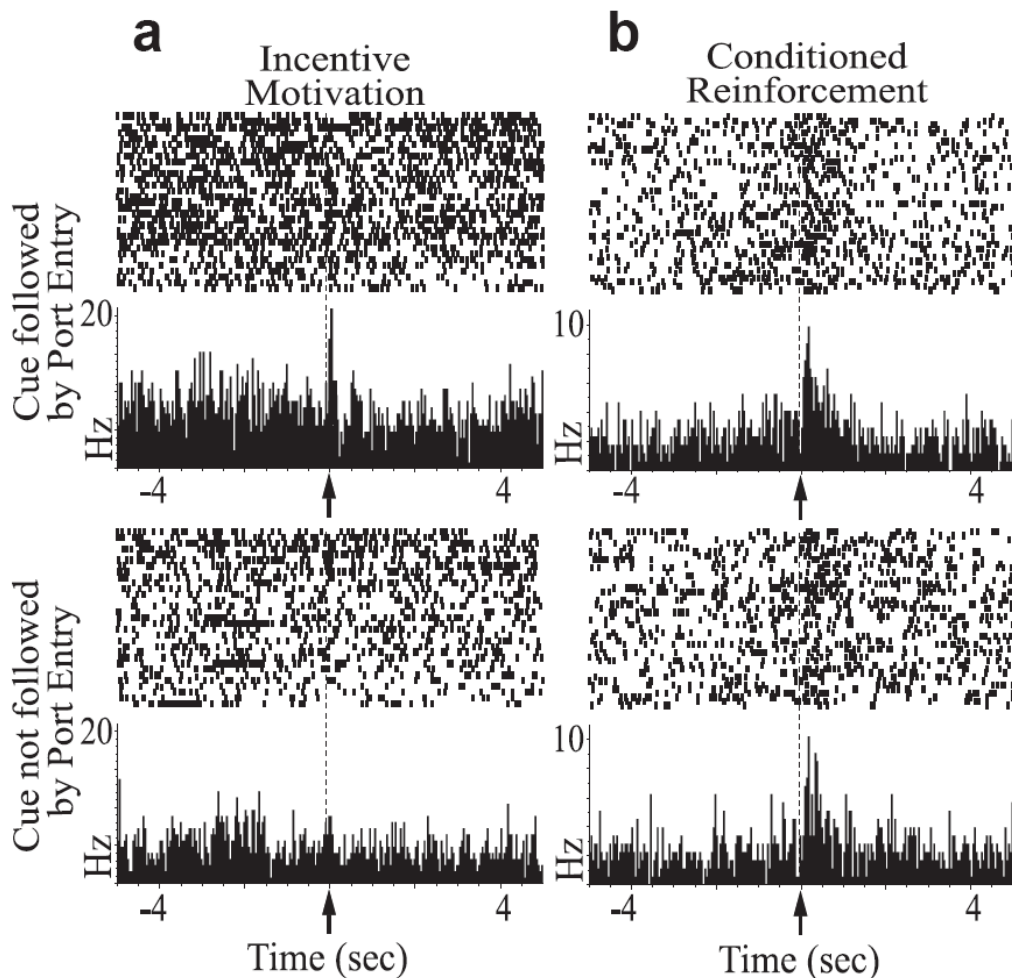 a
b
Incentive
Motivation
Conditioned
Reinforcement
Cue followed
by Port Entry
20
Hz
-4
4
10
Hz
-4
4
Cue not followed
by Port Entry
20
Hz
-4
4
10
Hz
-4
4
Time (sec)
Time (sec)